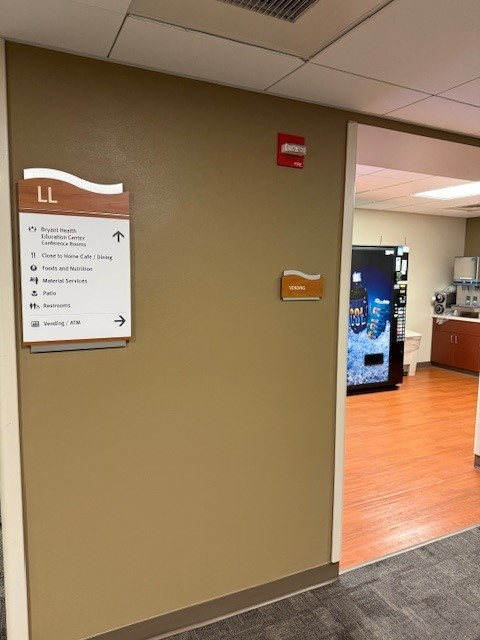 LL
Bryant Health
Education Center
Conference Rooms
Close to Home Cafe / Dining
Foods and Nutrition
Material Services
Patio
Restrooms
Vending / ATM
FIRE
VENDING